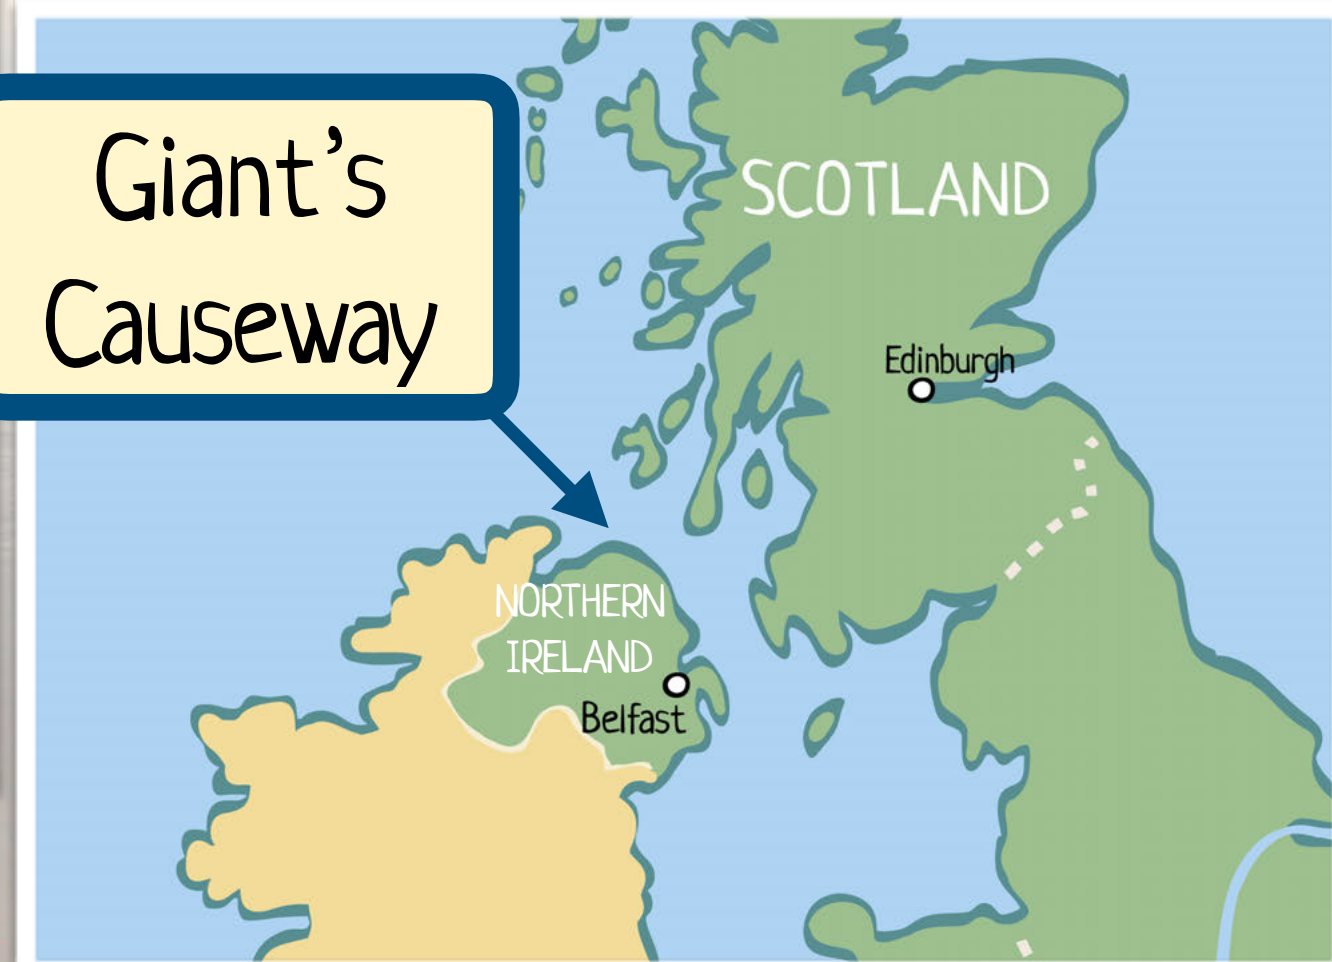 Giant’s
Causeway
SCOTLAND
Edinburgh
NORTHERN
IRELAND
Belfast